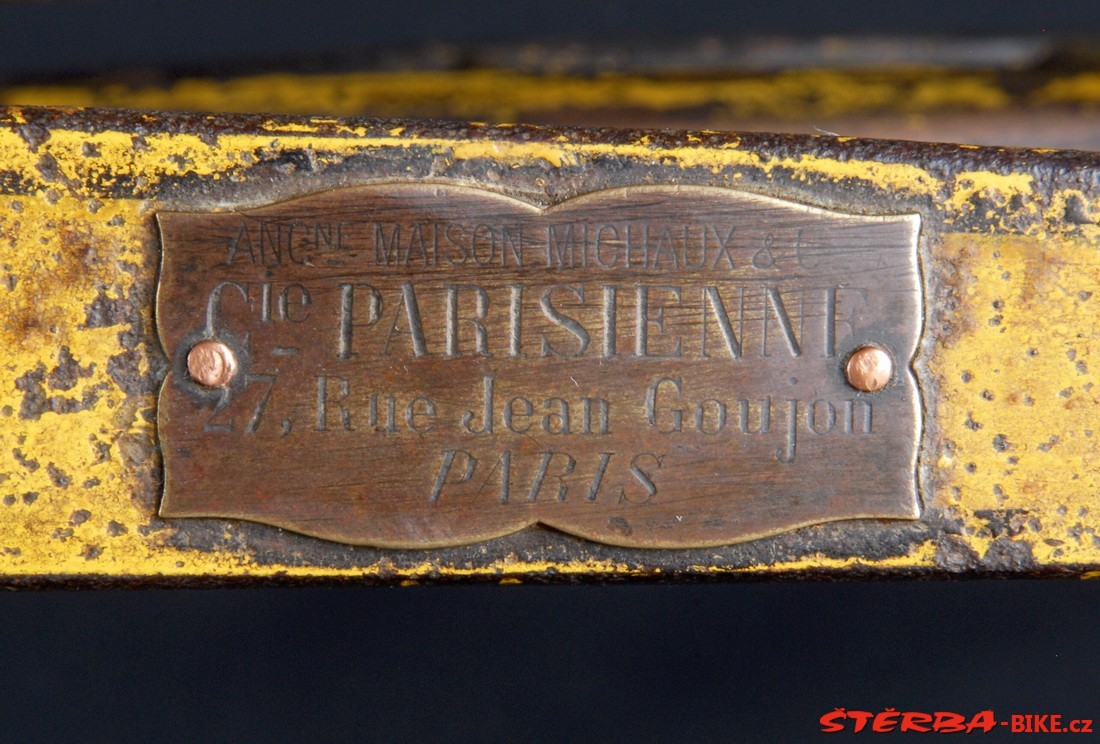 ANCNE MAISON MICHAUX & C
Cie PARISIENNE
27, Rue Jean Goujon
PARIS
ŠTĚRBA-BIKE.cz